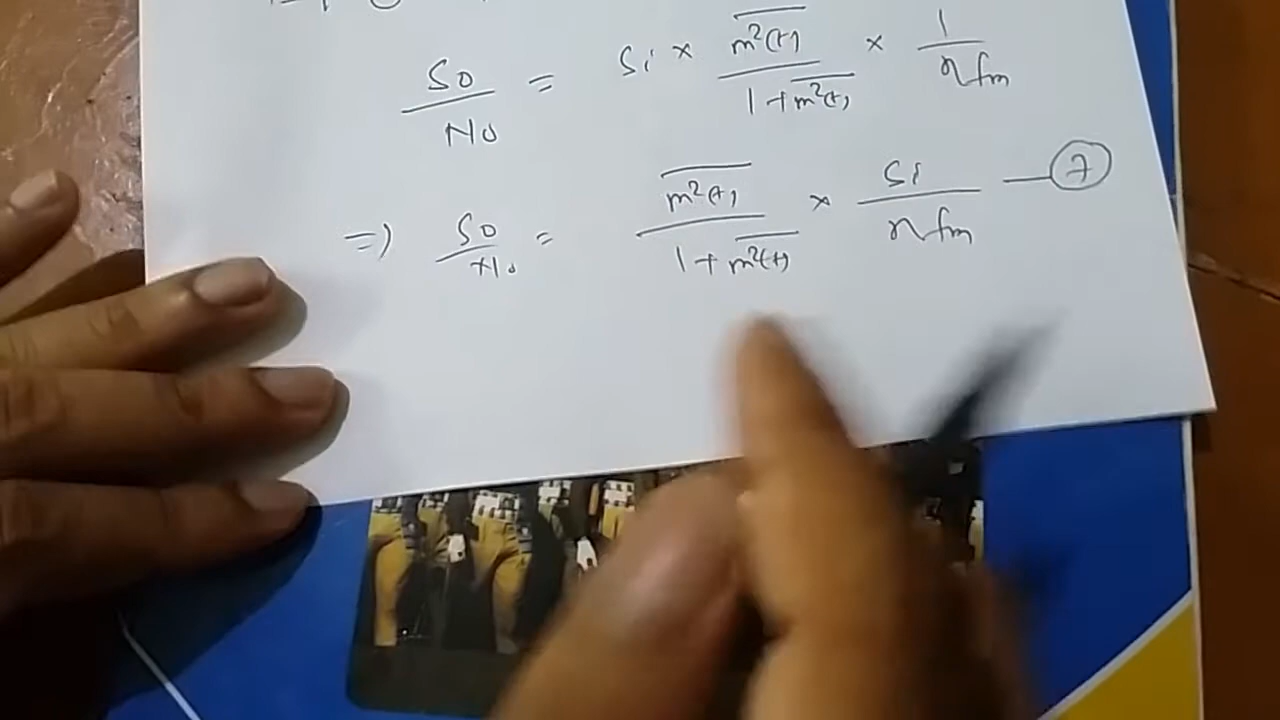 So/No = Si × m²(t)/1+m²(t) × 1/ηfm
=> So/No = m²(t)/1+m²(t) × Si/ηfm — 7